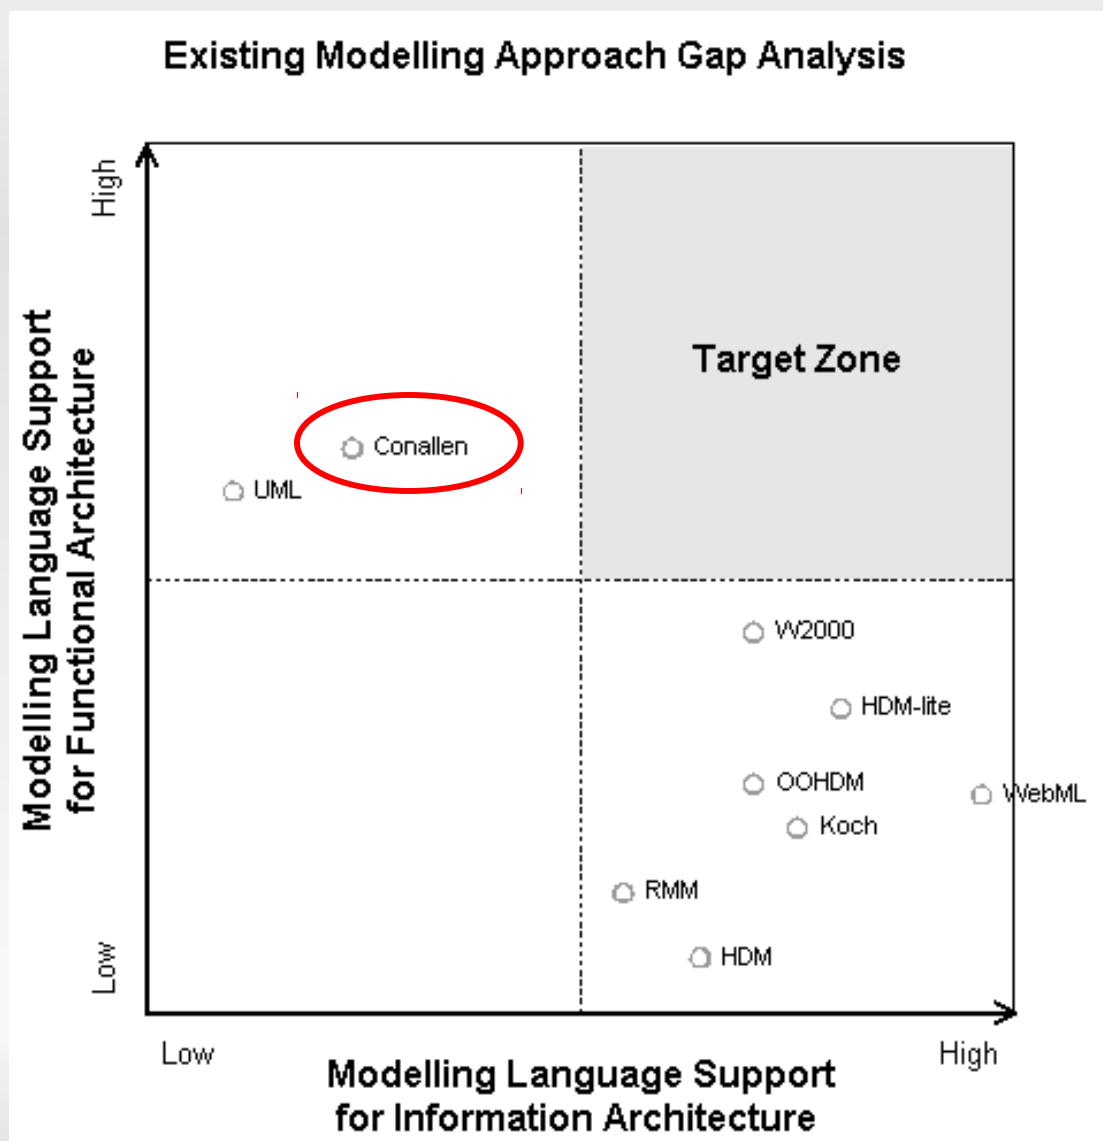 Existing Modelling Approach Gap Analysis
High
Target Zone
Modelling Language Support
for Functional Architecture
Conallen
UML
W2000
HDM-lite
OOHDM
WebML
Koch
RMM
HDM
Low
Low
High
Modelling Language Support
for Information Architecture